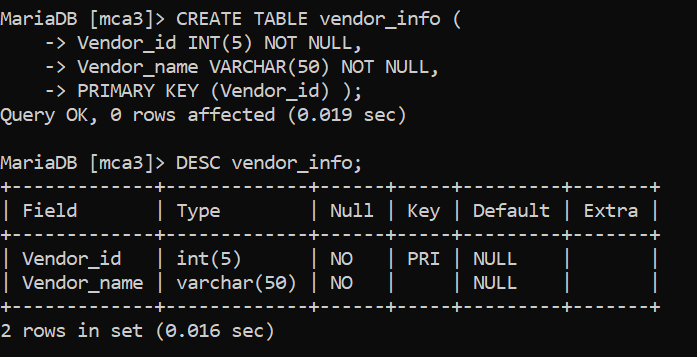 MariaDB [mca3]> CREATE TABLE vendor_info (
    -> Vendor_id INT(5) NOT NULL,
    -> Vendor_name VARCHAR(50) NOT NULL,
    -> PRIMARY KEY (Vendor_id) );
Query OK, 0 rows affected (0.019 sec)

MariaDB [mca3]> DESC vendor_info;
+-------------+-------------+------+-----+---------+-------+
| Field       | Type        | Null | Key | Default | Extra |
+-------------+-------------+------+-----+---------+-------+
| Vendor_id   | int(5)      | NO   | PRI | NULL    |       |
| Vendor_name | varchar(50) | NO   |     | NULL    |       |
+-------------+-------------+------+-----+---------+-------+
2 rows in set (0.016 sec)